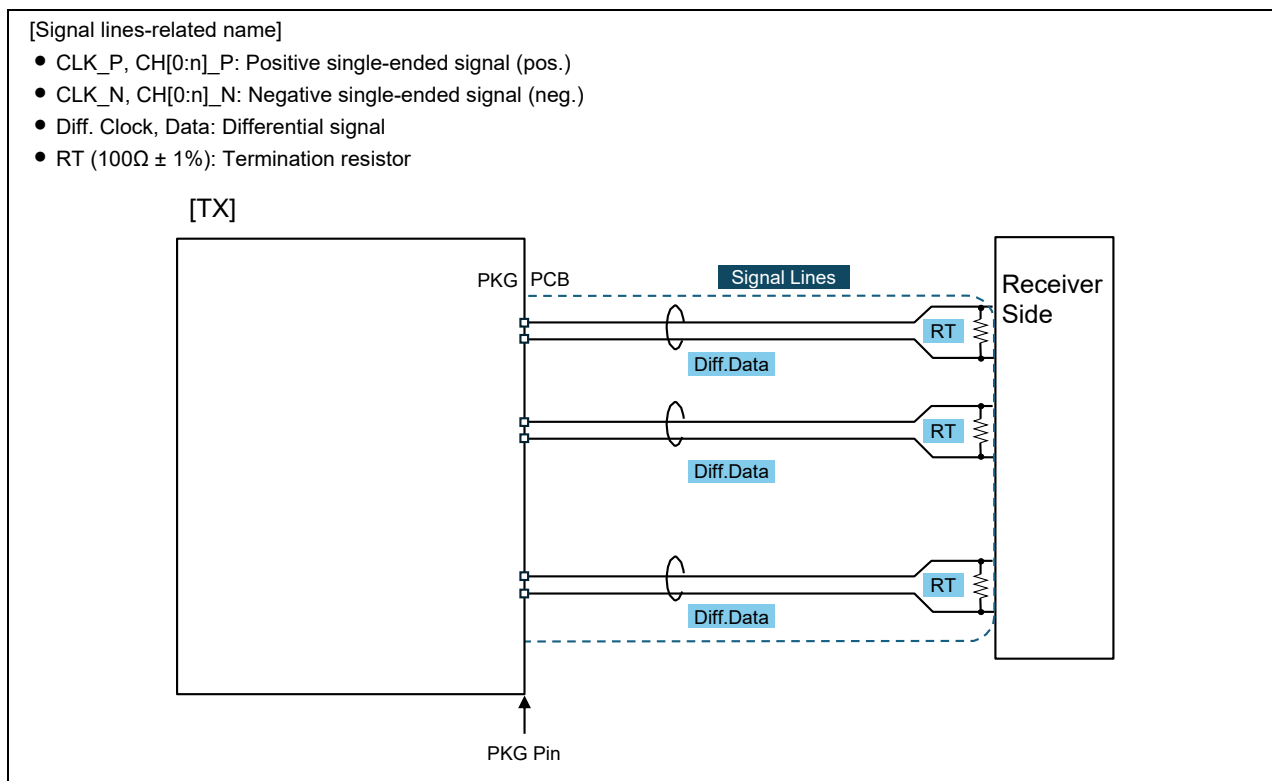 [Signal lines-related name]
● CLK_P, CH[0:n]_P: Positive single-ended signal (pos.)
● CLK_N, CH[0:n]_N: Negative single-ended signal (neg.)
● Diff. Clock, Data: Differential signal
● RT (100Ω ± 1%): Termination resistor
[TX]
PKG PCB
Signal Lines
Receiver
Side
RT
Diff.Data
RT
Diff.Data
RT
Diff.Data
PKG Pin